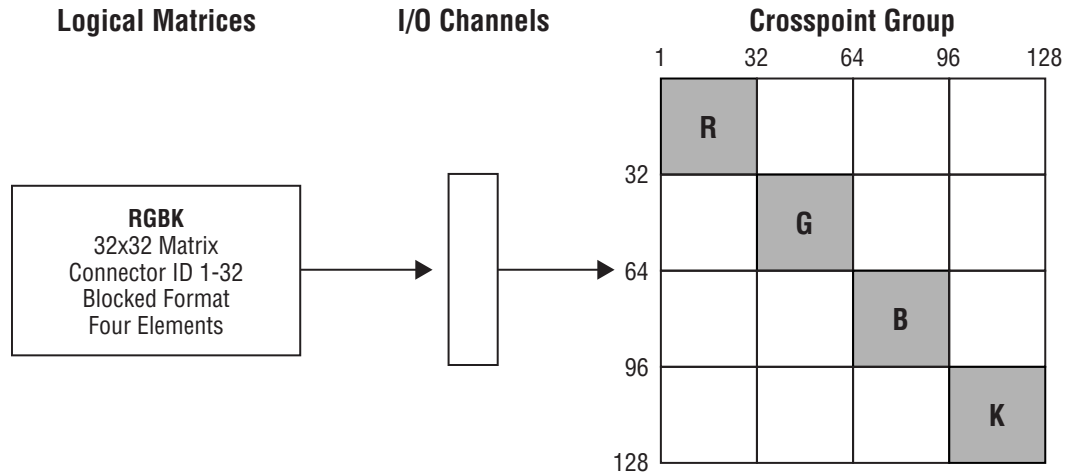 Logical Matrices
I/O Channels
Crosspoint Group
1 32 64 96 128
R
32
RGBK
32x32 Matrix
Connector ID 1-32
Blocked Format
Four Elements
G
64
B
96
K
128